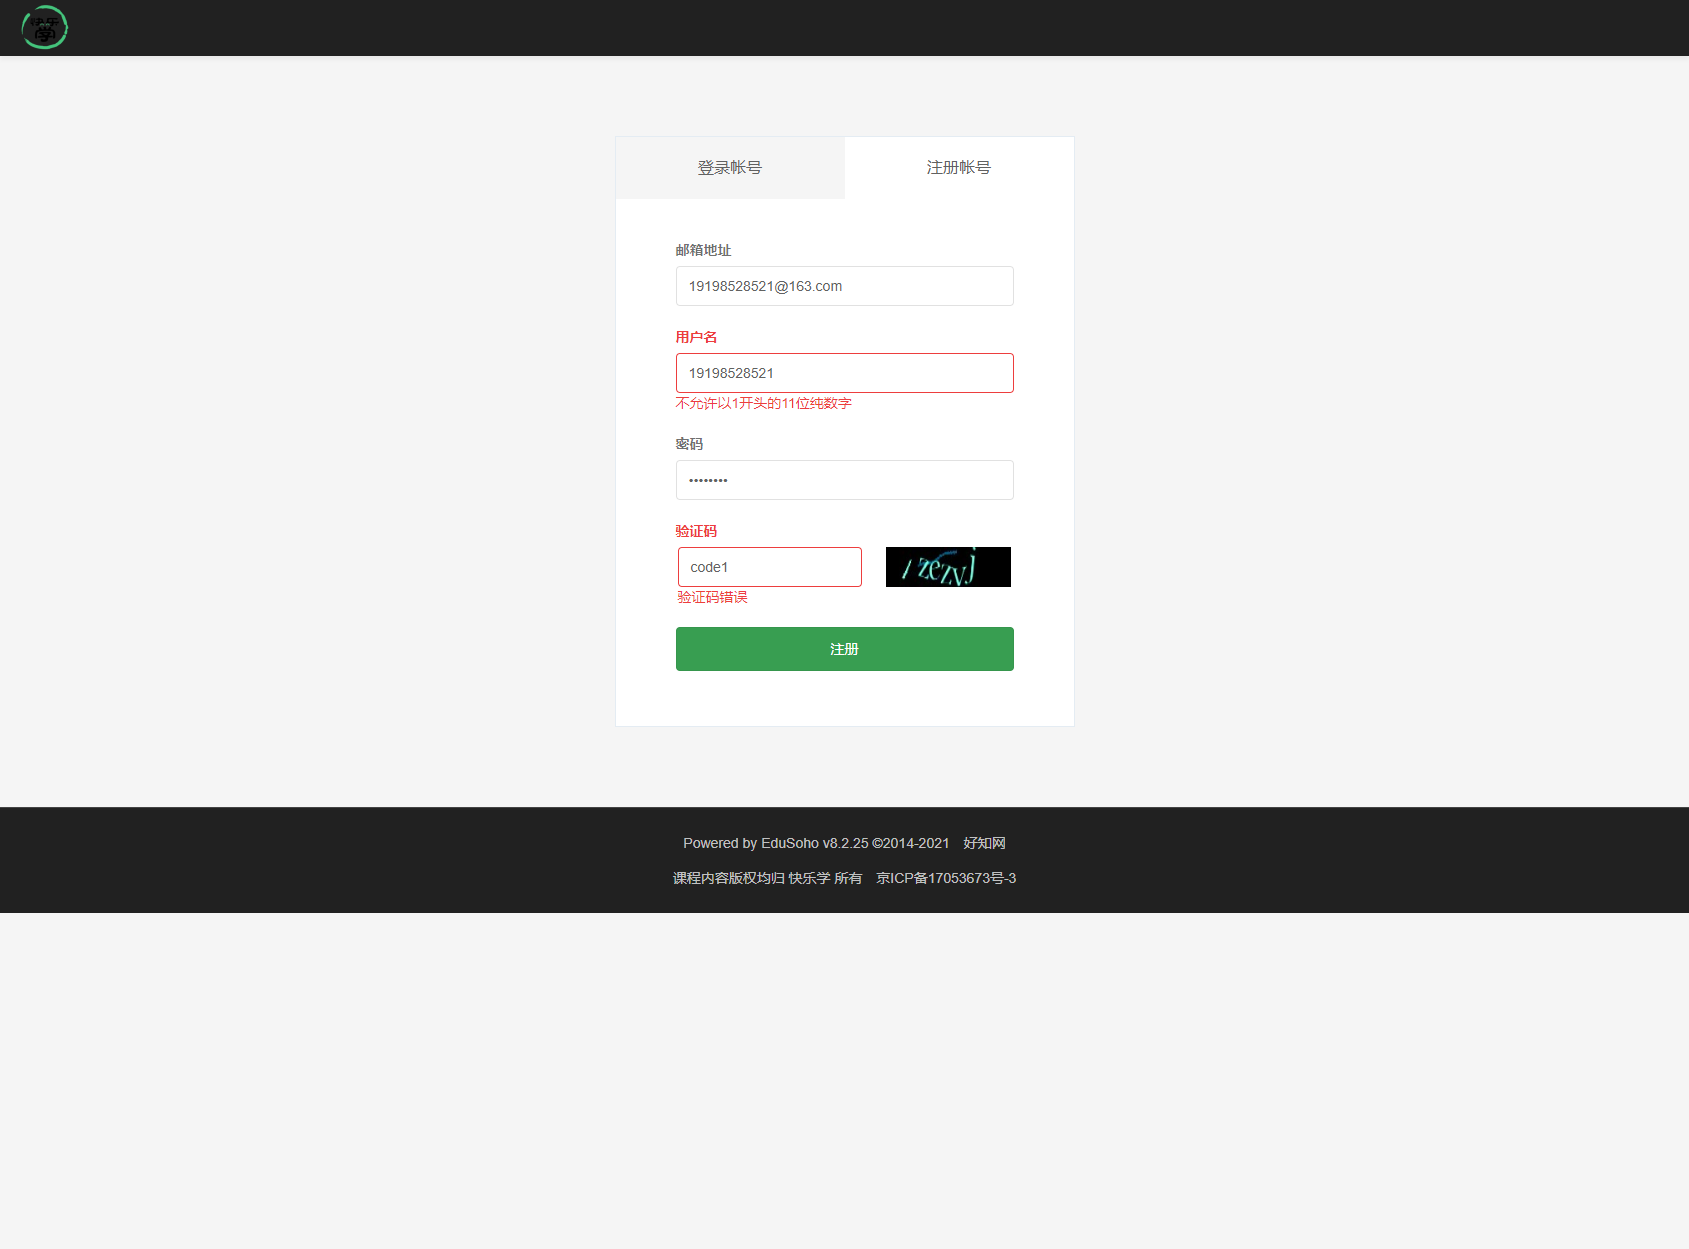 快乐
学
登录帐号
注册帐号
邮箱地址
19198528521@163.com
用户名
19198528521
不允许以1开头的11位纯数字
密码
••••••••
验证码
code1
验证码错误
注册
Powered by EduSoho v8.2.25 ©2014-2021 好知网
课程内容版权均归 快乐学 所有 京ICP备17053673号-3